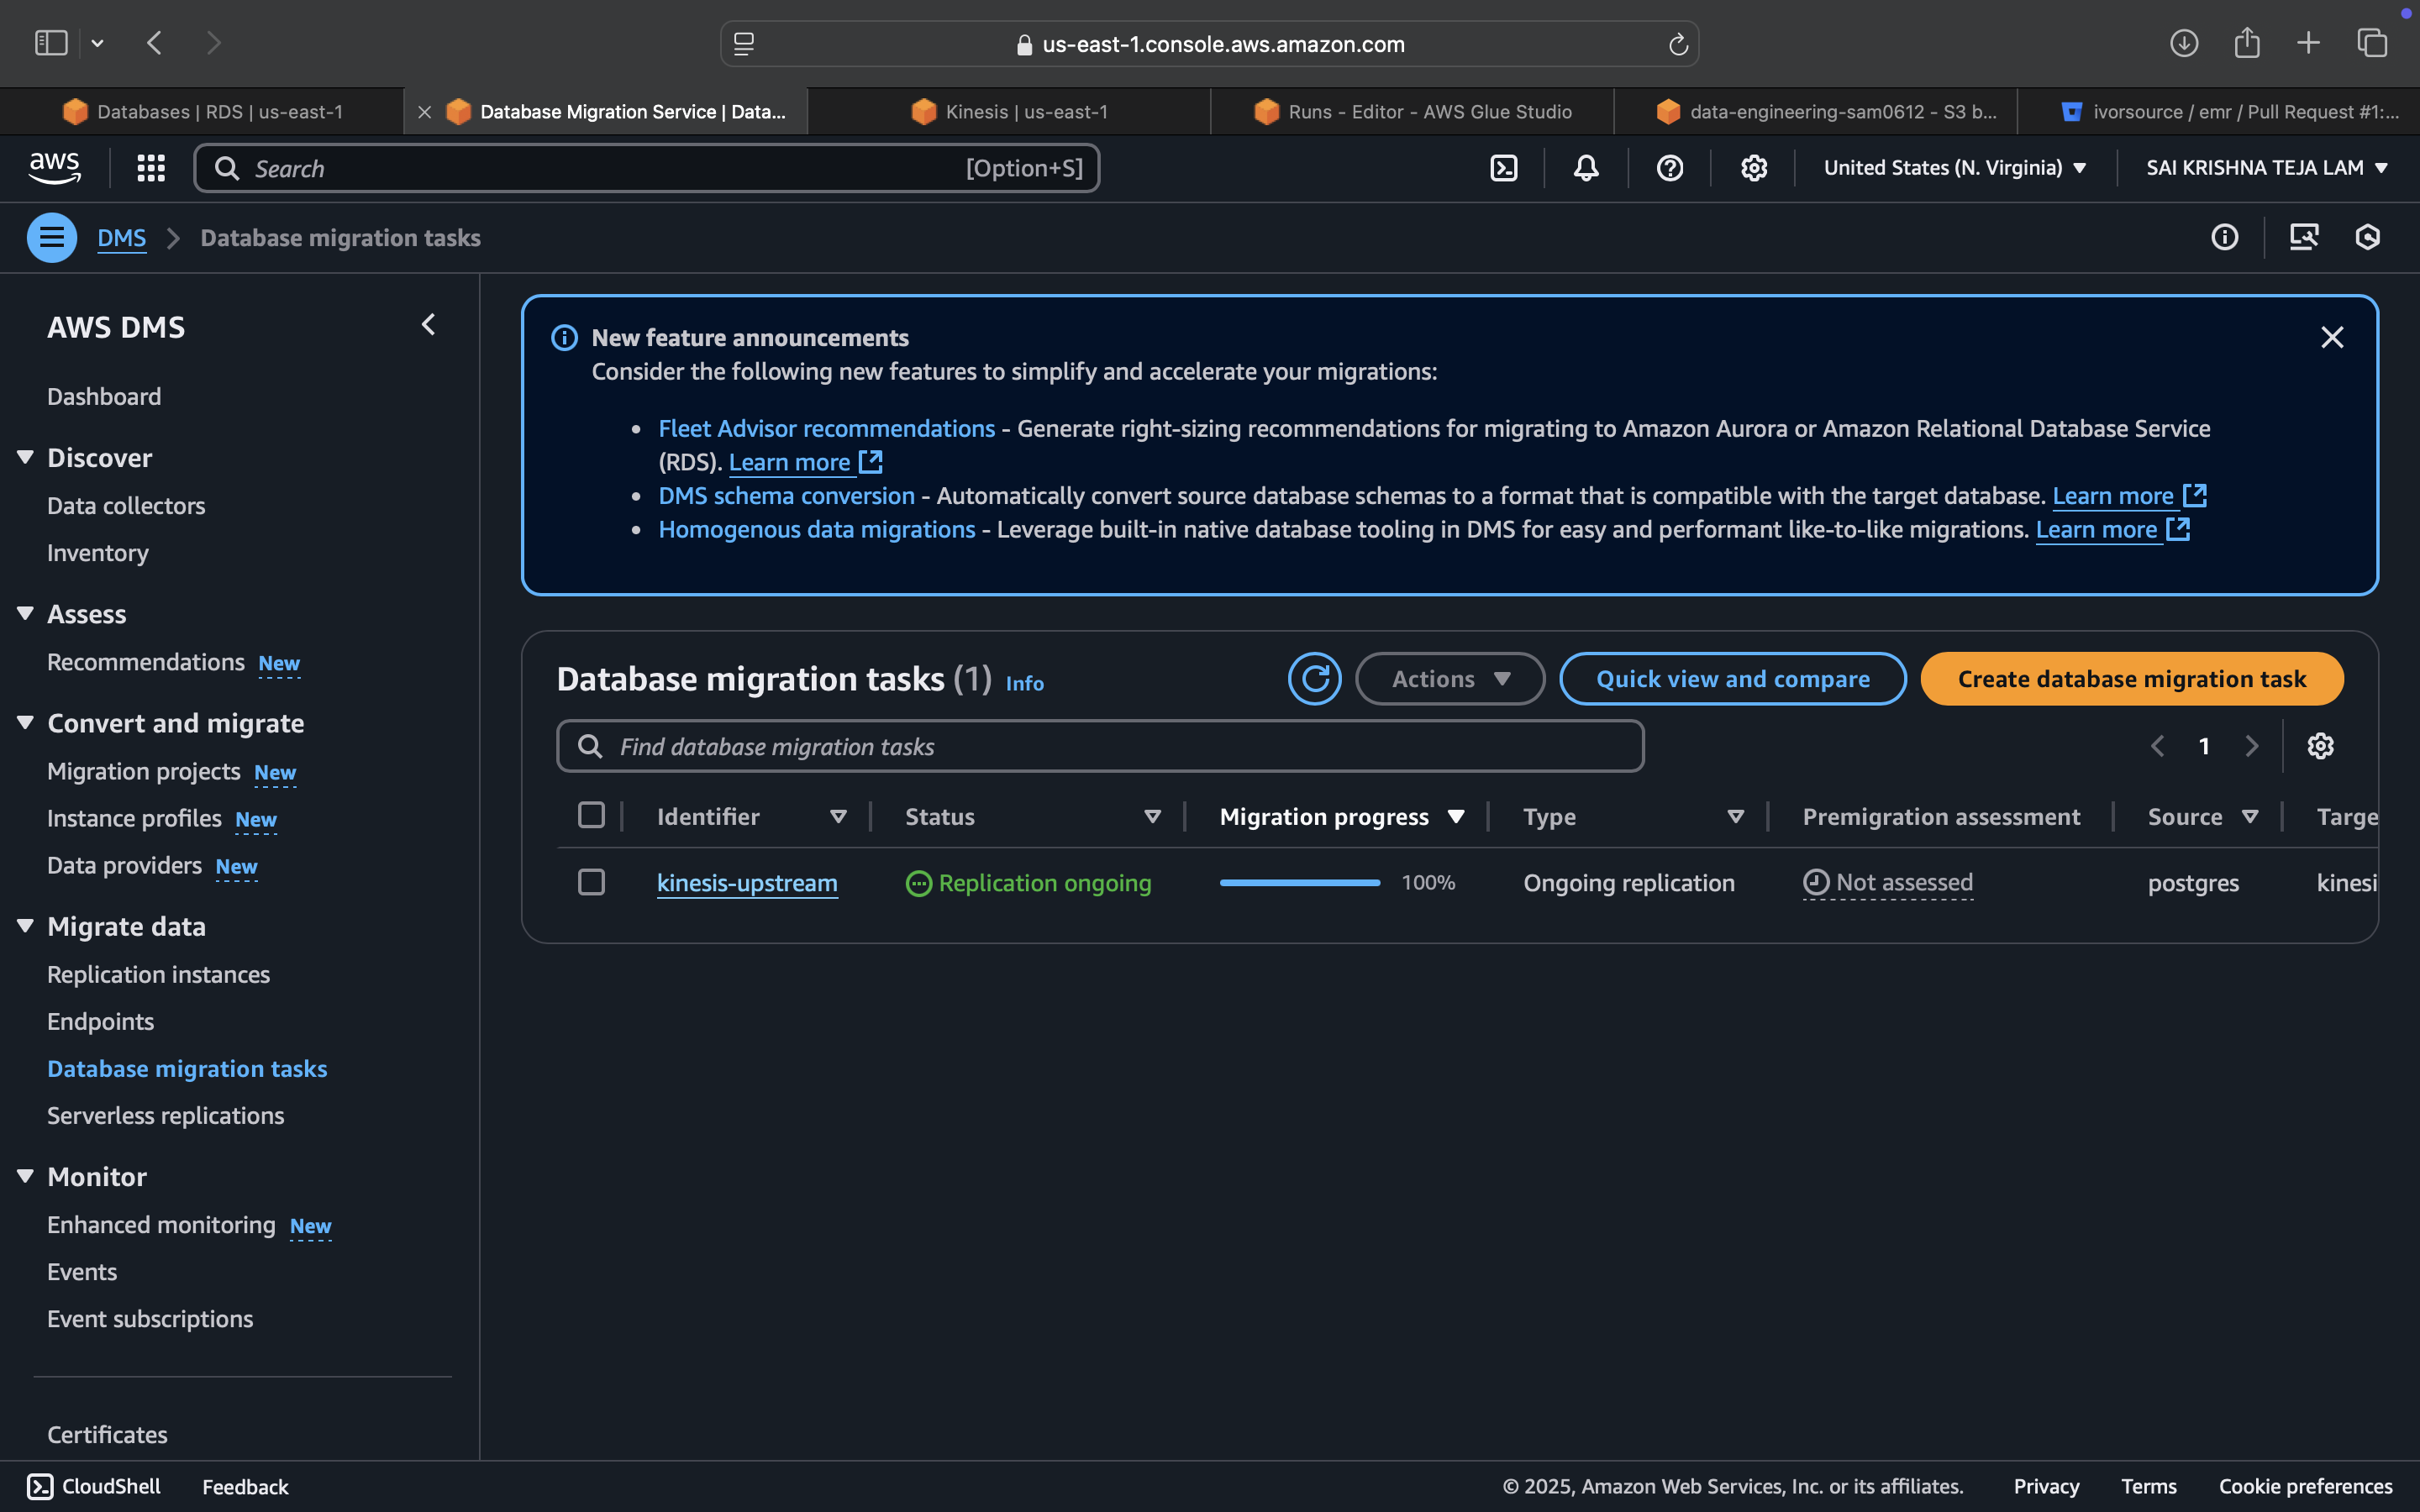 us-east-1.console.aws.amazon.com
Databases | RDS | us-east-1
Database Migration Service | Data...
Kinesis | us-east-1
Runs - Editor - AWS Glue Studio
data-engineering-sam0612 - S3 b...
ivorsource / emr / Pull Request #1:...
aws
Search
[Option+S]
United States (N. Virginia)
SAI KRISHNA TEJA LAM
DMS
Database migration tasks
AWS DMS
Dashboard
Discover
Data collectors
Inventory
Assess
Recommendations New
Convert and migrate
Migration projects New
Instance profiles New
Data providers New
Migrate data
Replication instances
Endpoints
Database migration tasks
Serverless replications
Monitor
Enhanced monitoring New
Events
Event subscriptions
Certificates
New feature announcements
Consider the following new features to simplify and accelerate your migrations:
• Fleet Advisor recommendations - Generate right-sizing recommendations for migrating to Amazon Aurora or Amazon Relational Database Service
(RDS). Learn more
• DMS schema conversion - Automatically convert source database schemas to a format that is compatible with the target database. Learn more
• Homogenous data migrations - Leverage built-in native database tooling in DMS for easy and performant like-to-like migrations. Learn more
Database migration tasks (1) Info
Actions
Quick view and compare
Create database migration task
Find database migration tasks
1
Identifier Status Migration progress Type Premigration assessment Source Targe
kinesis-upstream Replication ongoing 100% Ongoing replication Not assessed postgres kinesi
CloudShell Feedback
© 2025, Amazon Web Services, Inc. or its affiliates. Privacy Terms Cookie preferences